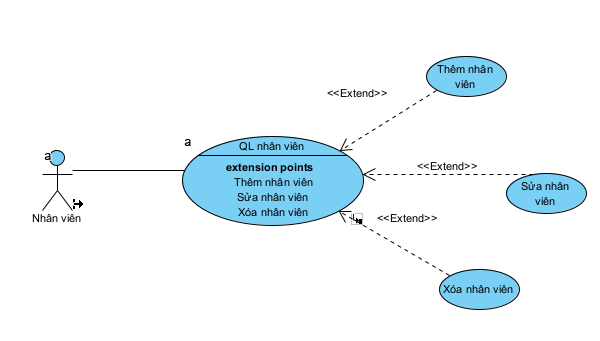 Thêm nhân
viên
<<Extend>>
a
QL nhân viên
a
extension points
Thêm nhân viên
Sửa nhân viên
Xóa nhân viên
<<Extend>>
Sửa nhân
viên
Nhân viên
<<Extend>>
Xóa nhân viên